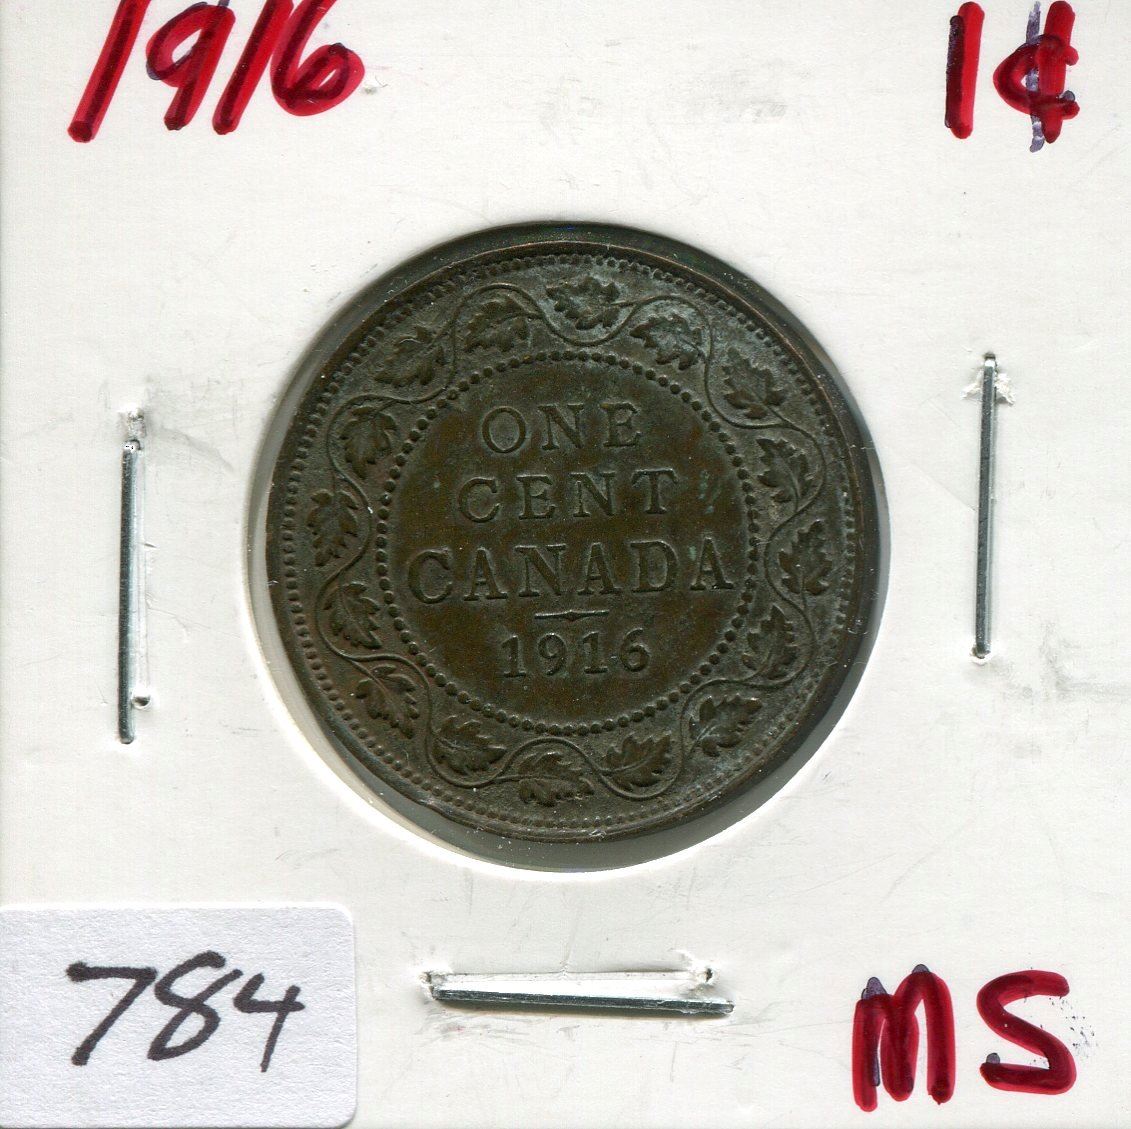 1916 1¢
ONE
CENT
CANADA
1916
784
MS